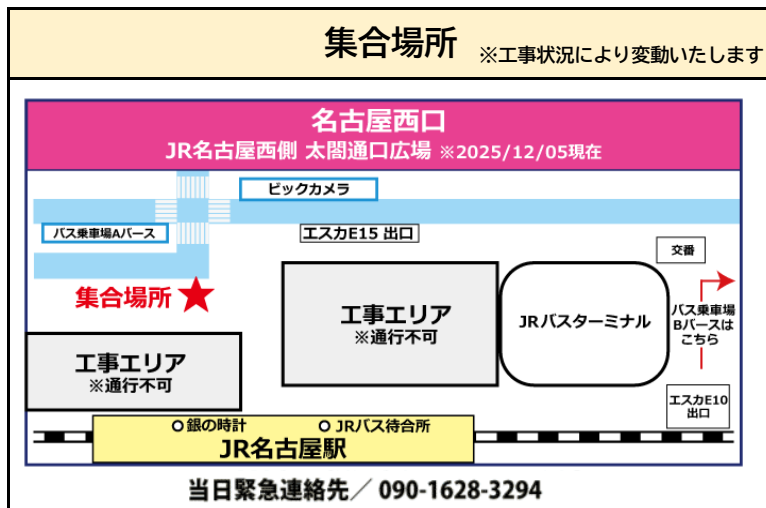 集合場所 ※工事状況により変動いたします
名古屋西口
JR名古屋西側 太閤通口広場 ※2025/12/05現在
ビックカメラ
バス乗車場Aバース
エスカE15 出口
交番
集合場所
工事エリア
※通行不可
JRバスターミナル
バス乗車場
Bバースは
こちら
工事エリア
※通行不可
エスカE10
出口
銀の時計
JRバス待合所
JR名古屋駅
当日緊急連絡先／ 090-1628-3294